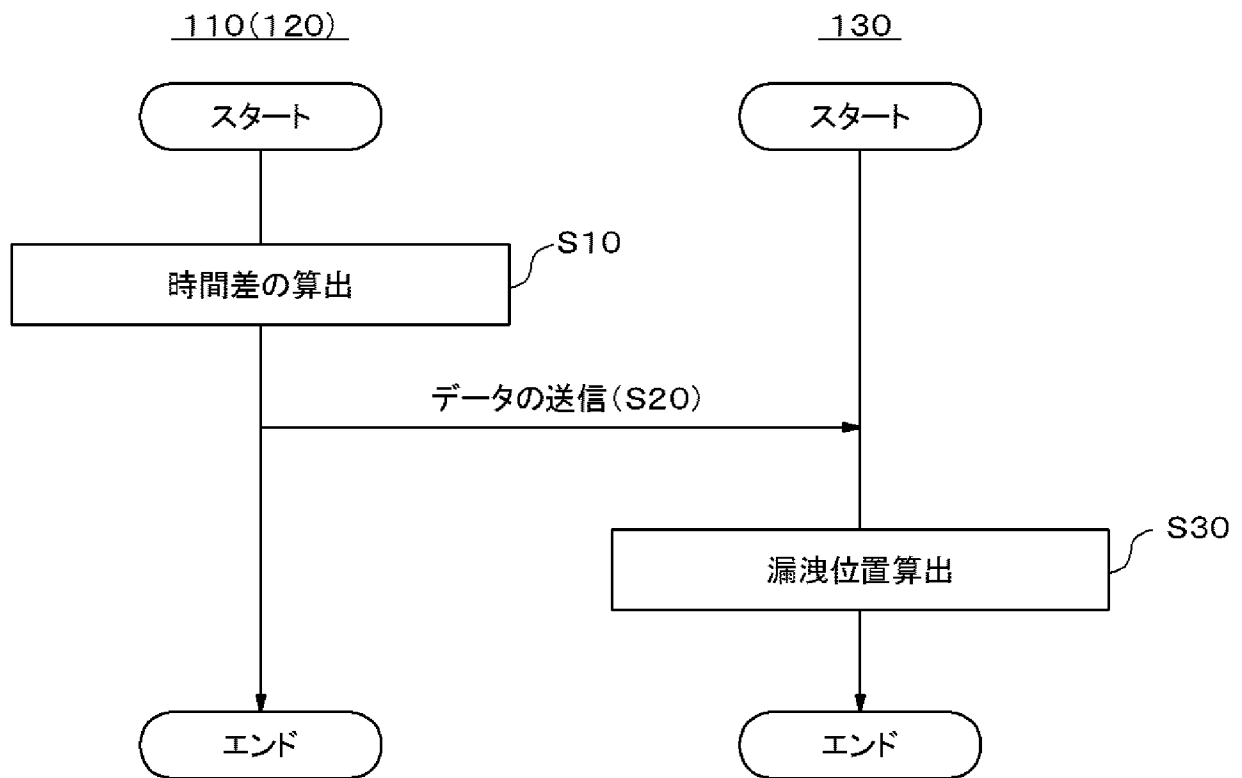 110(120)
130
スタート
スタート
S10
時間差の算出
データの送信(S20)
S30
漏洩位置算出
エンド
エンド